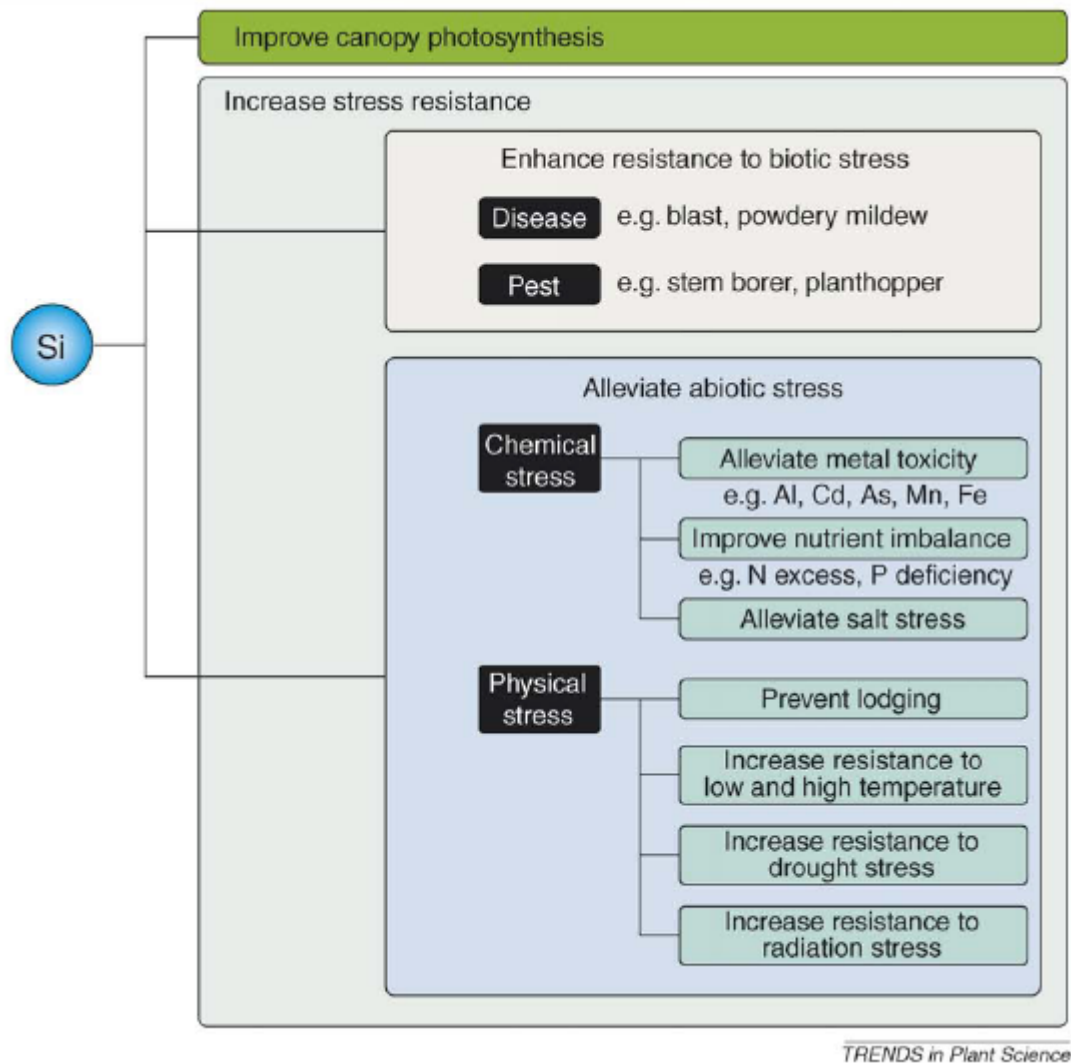 Improve canopy photosynthesis
Increase stress resistance
Enhance resistance to biotic stress
Disease e.g. blast, powdery mildew
Pest e.g. stem borer, planthopper
Si
Alleviate abiotic stress
Chemical
stress
Alleviate metal toxicity
e.g. Al, Cd, As, Mn, Fe
Improve nutrient imbalance
e.g. N excess, P deficiency
Alleviate salt stress
Physical
stress
Prevent lodging
Increase resistance to
low and high temperature
Increase resistance to
drought stress
Increase resistance to
radiation stress
TRENDS in Plant Science